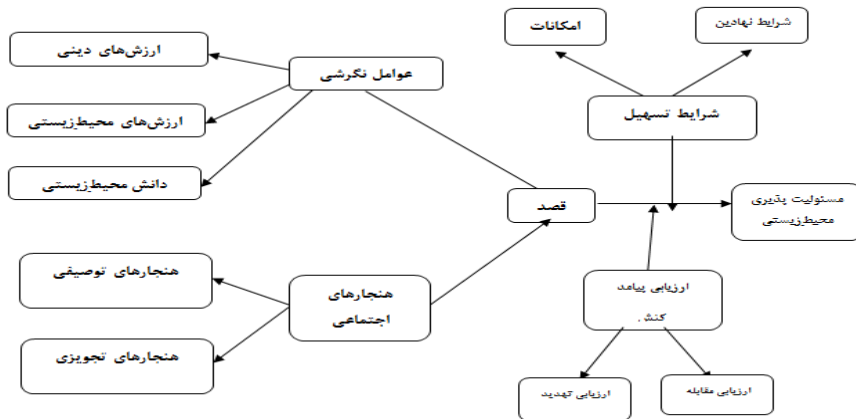 شرایط نهادین
امکانات
ارزش‌های دینی
عوامل نگرشی
شرایط تسهیل
ارزش‌های محیط‌زیستی
دانش محیط‌زیستی
قصد
مسئولیت پذیری
محیط‌زیستی
هنجارهای توصیفی
هنجارهای
اجتماعی
ارزیابی پیامد
کنش.
هنجارهای تجویزی
ارزیابی مقابله
ارزیابی تهدید